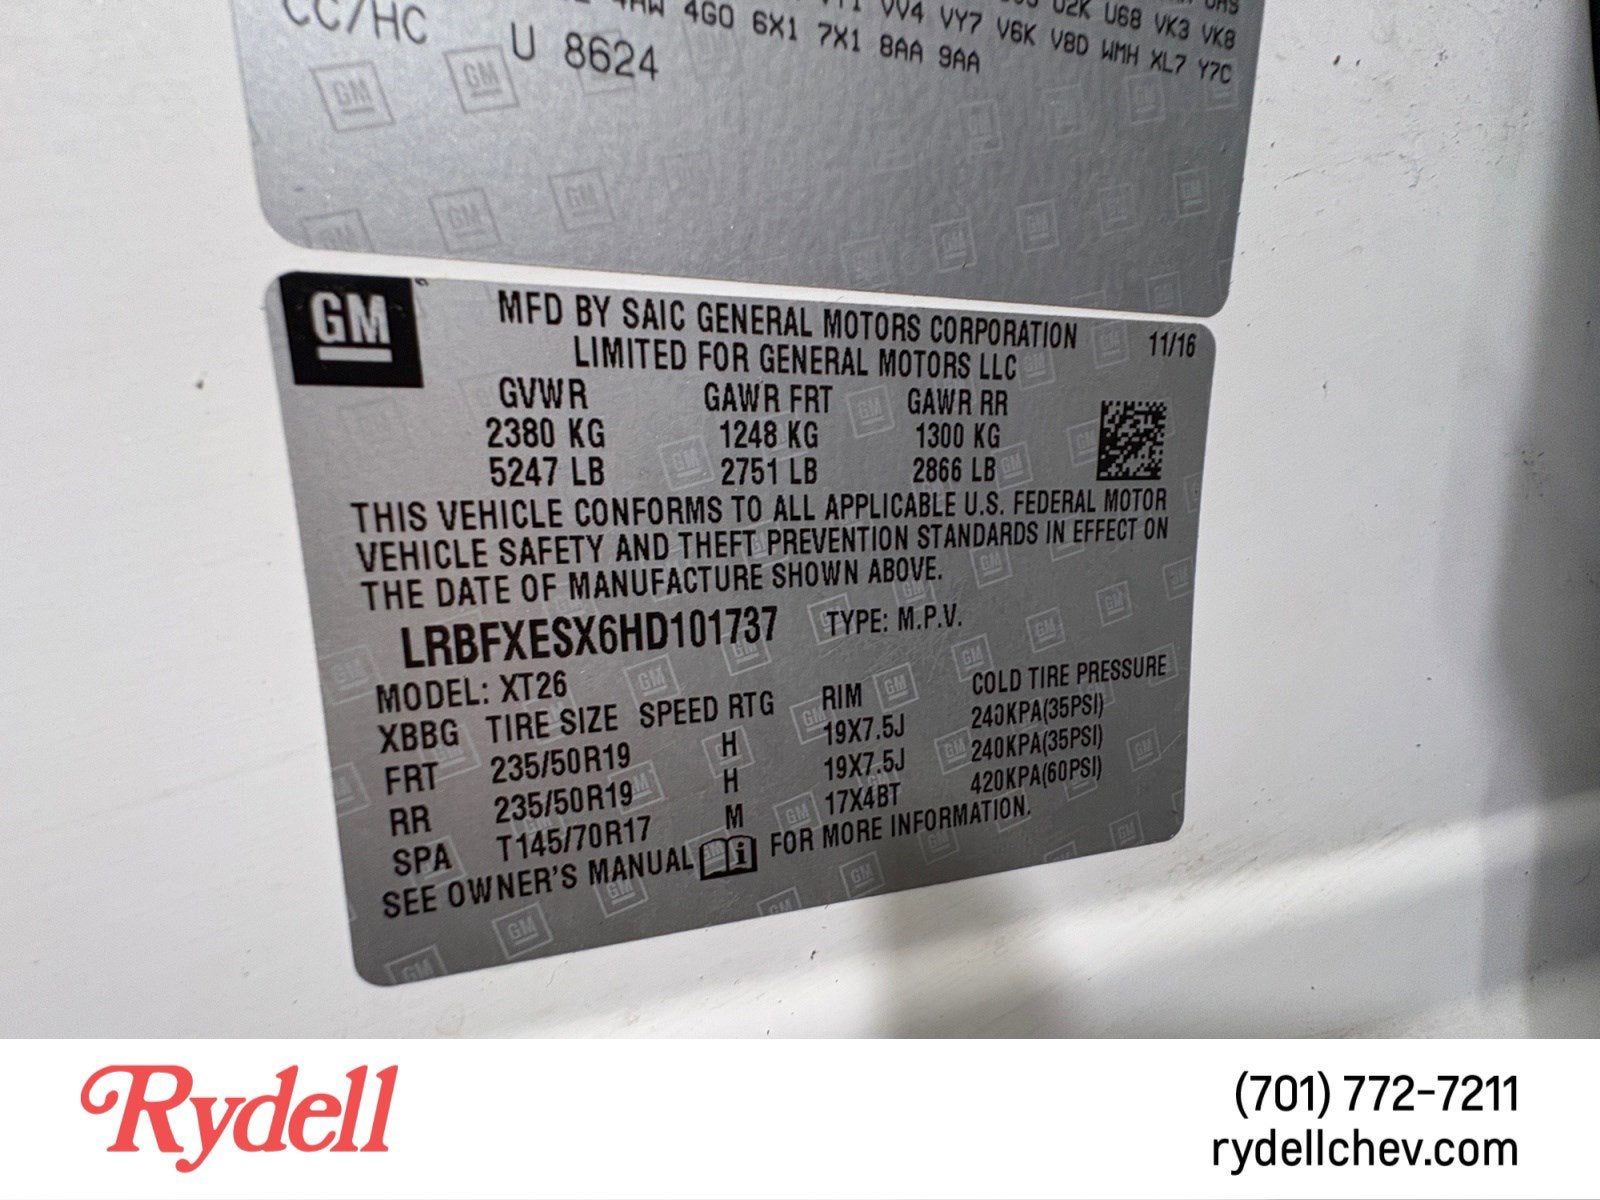 4G0 6X1 7X1 8AA 9AA
VV4 VY7 V6K V8D WMH XL7 Y7C
U2K U68 VK3 VK8
CC/HC U 8624
GM
MFD BY SAIC GENERAL MOTORS CORPORATION
LIMITED FOR GENERAL MOTORS LLC
11/16
GVWR GAWR FRT GAWR RR
2380 KG 1248 KG 1300 KG
5247 LB 2751 LB 2866 LB
THIS VEHICLE CONFORMS TO ALL APPLICABLE U.S. FEDERAL MOTOR
VEHICLE SAFETY AND THEFT PREVENTION STANDARDS IN EFFECT ON
THE DATE OF MANUFACTURE SHOWN ABOVE.
LRBFXESX6HD101737 TYPE: M.P.V.
MODEL: XT26
XBBG TIRE SIZE SPEED RTG RIM COLD TIRE PRESSURE
FRT 235/50R19 H 19X7.5J 240KPA(35PSI)
RR 235/50R19 H 19X7.5J 240KPA(35PSI)
SPA T145/70R17 M 17X4BT 420KPA(60PSI)
SEE OWNER'S MANUAL FOR MORE INFORMATION.
Rydell
(701) 772-7211
rydellchev.com